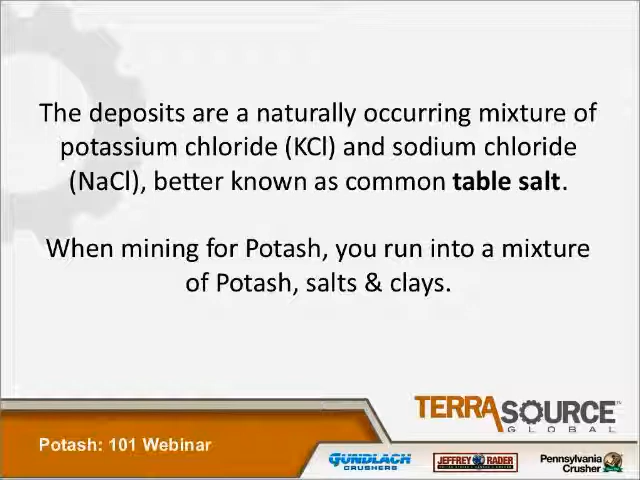 The deposits are a naturally occurring mixture of
potassium chloride (KCl) and sodium chloride
(NaCl), better known as common table salt.
When mining for Potash, you run into a mixture
of Potash, salts & clays.
TERRASOURCE™
GLOBAL
Potash: 101 Webinar
GUNDLACH
CRUSHERS
JEFFREY RADER
Pennsylvania
Crusher